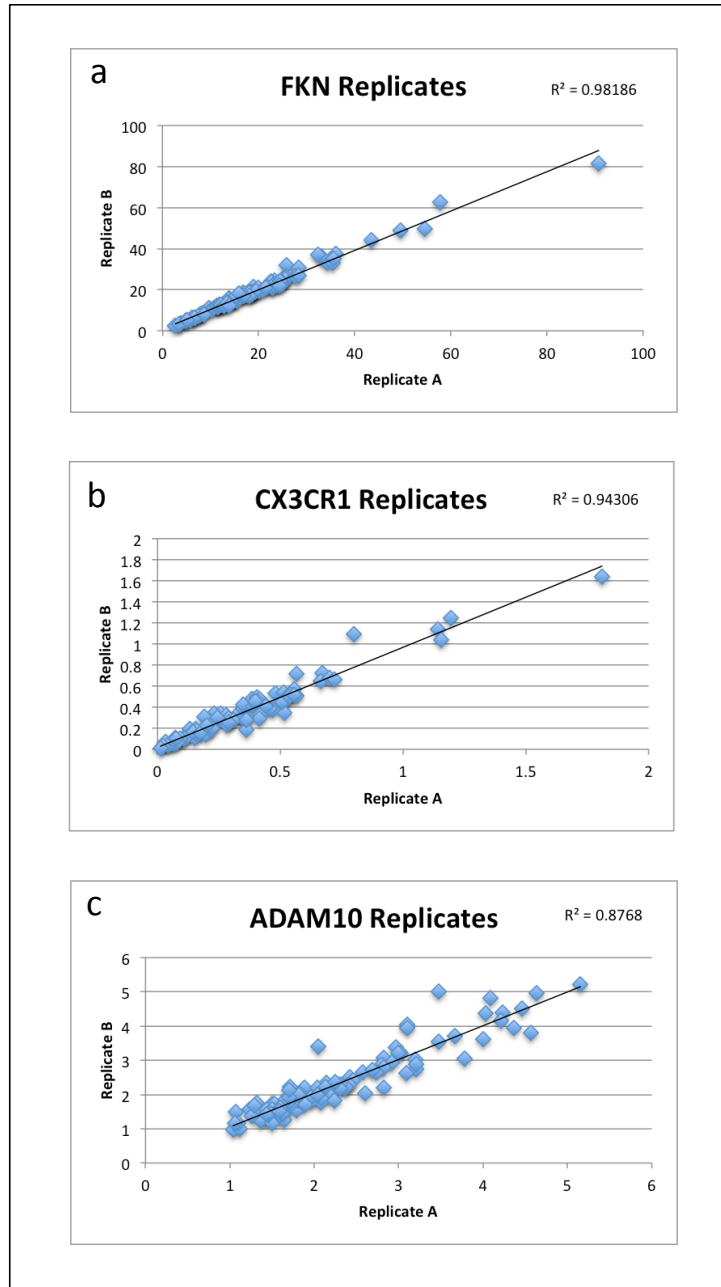 a
FKN Replicates
R² = 0.98186
100
80
60
40
20
0
Replicate B
0 20 40 60 80 100
Replicate A
b
CX3CR1 Replicates
R² = 0.94306
2
1.8
1.6
1.4
1.2
1
0.8
0.6
0.4
0.2
0
Replicate B
0 0.5 1 1.5 2
Replicate A
c
ADAM10 Replicates
R² = 0.8768
6
5
4
3
2
1
0
Replicate B
0 1 2 3 4 5 6
Replicate A